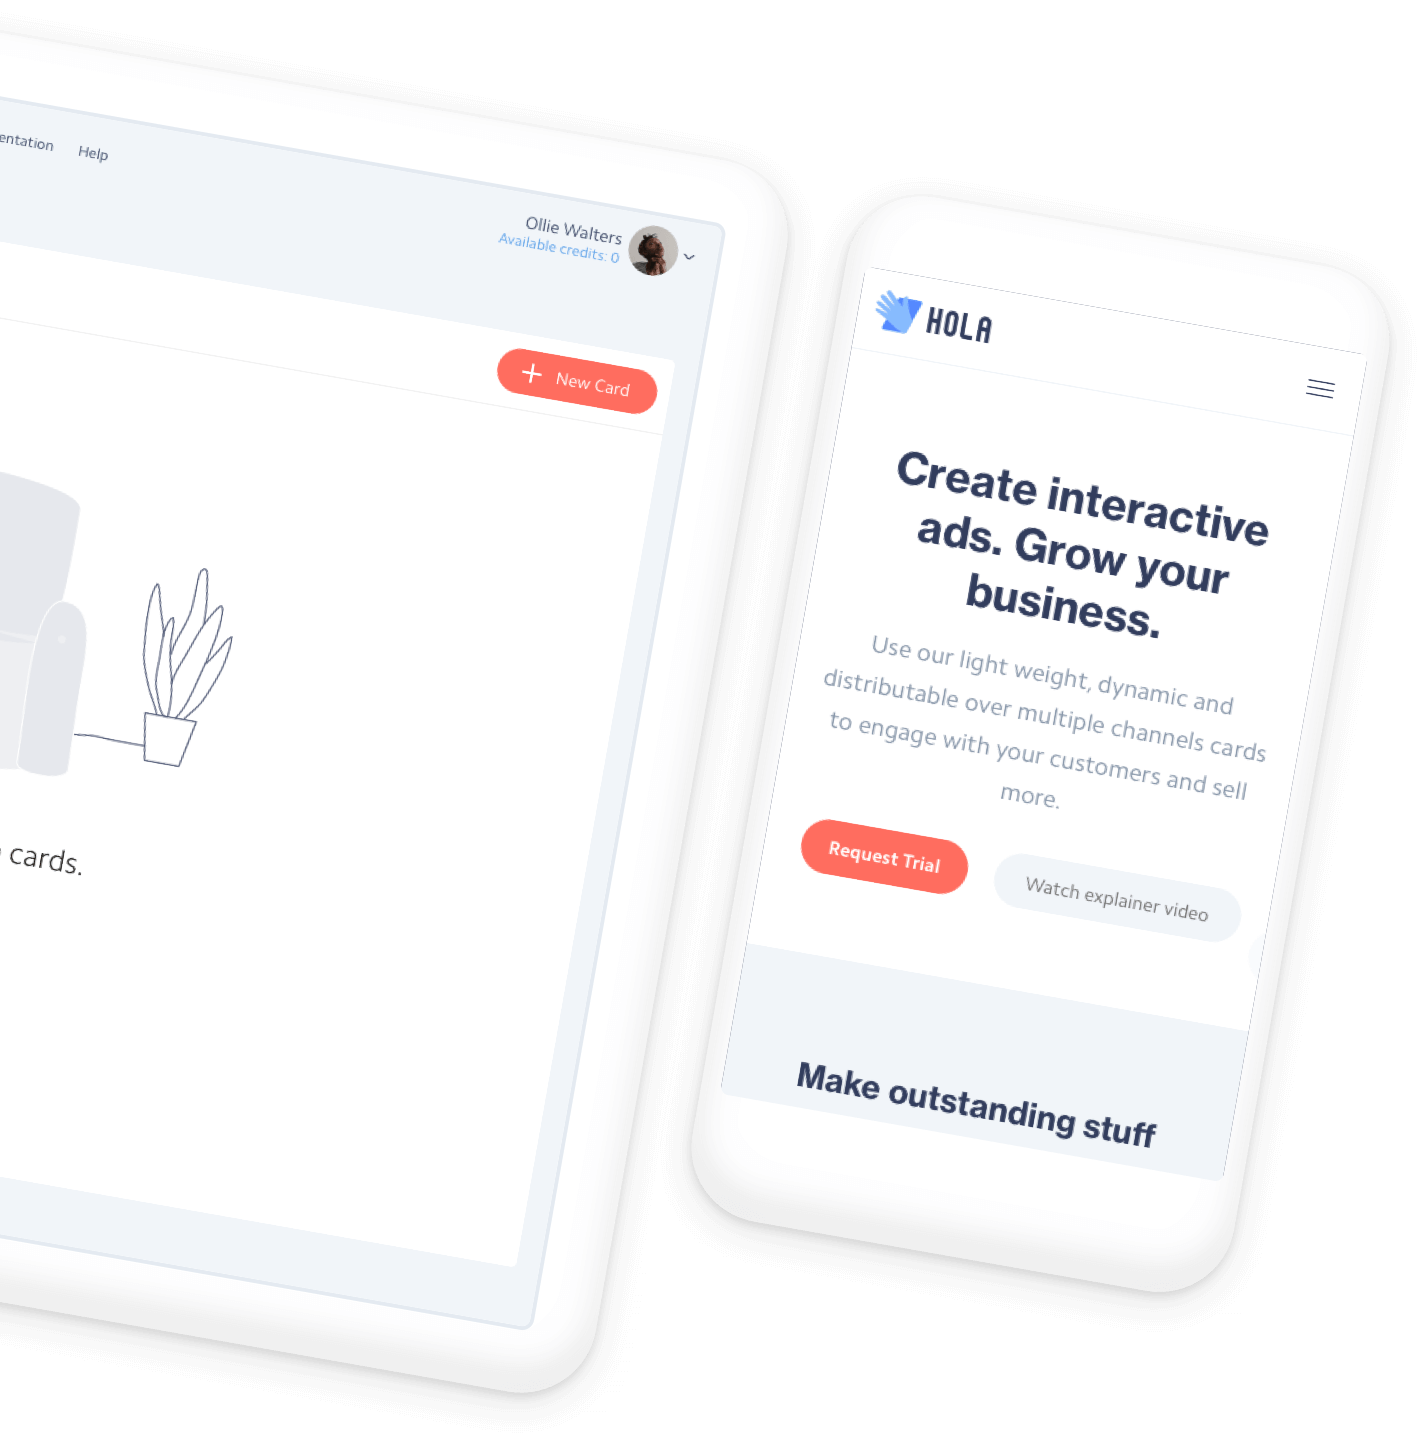 Help
Ollie Walters
Available credits: 0
New Card
cards.
HOLA
Create interactive
ads. Grow your
business.
Use our light weight, dynamic and
distributable over multiple channels cards
to engage with your customers and sell
more.
Request Trial
Watch explainer video
Make outstanding stuff